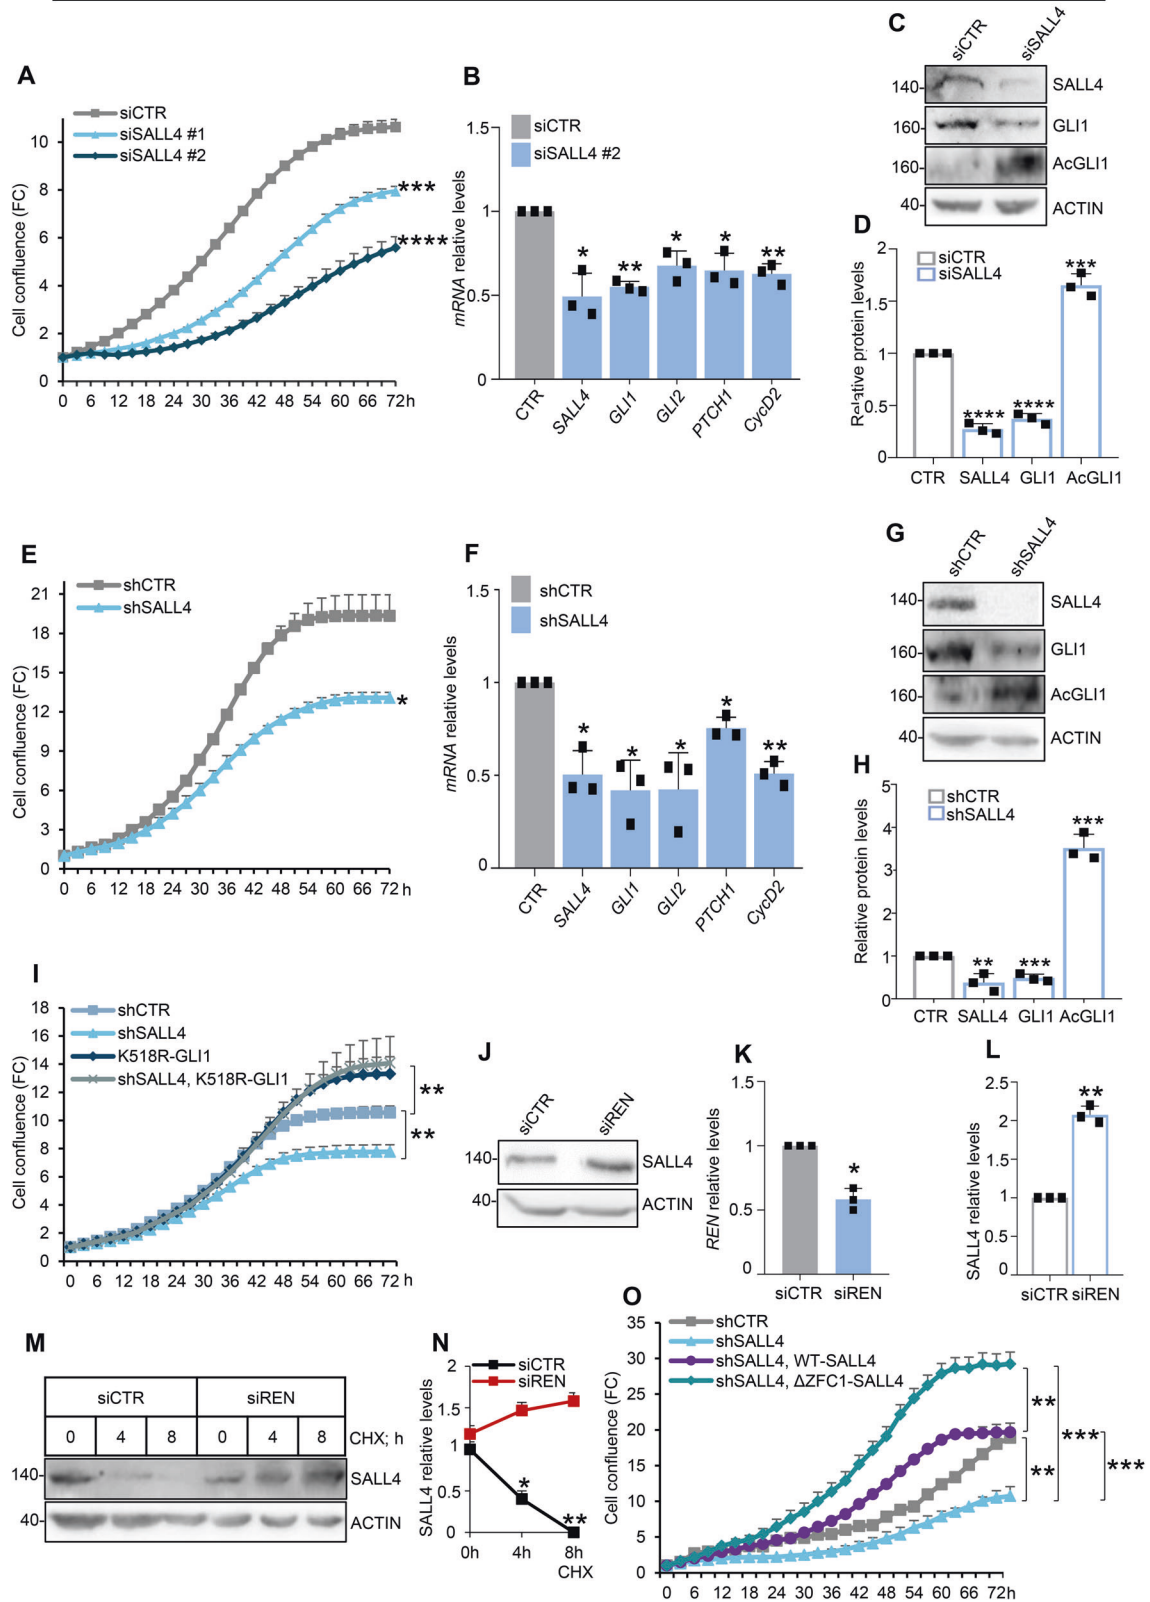 A
siCTR
siSALL4 #1
siSALL4 #2
Cell confluence (FC)
10
8
6
4
2
0
***
****
0 6 12 18 24 30 36 42 48 54 60 66 72h
B
siCTR
siSALL4 #2
mRNA relative levels
1.5
1
0.5
0
* ** * * **
CTR SALL4 GLI1 GLI2 PTCH1 CycD2
C
siCTR siSALL4
140- SALL4
160- GLI1
160- AcGLI1
40- ACTIN
D
siCTR
siSALL4
Relative protein levels
2
1.5
1
0.5
0
**** **** ***
CTR SALL4 GLI1 AcGLI1
E
shCTR
shSALL4
Cell confluence (FC)
21
18
15
12
9
6
3
0
*
0 6 12 18 24 30 36 42 48 54 60 66 72 h
F
shCTR
shSALL4
mRNA relative levels
1.5
1
0.5
0
* * * * **
CTR SALL4 GLI1 GLI2 PTCH1 CycD2
G
shCTR shSALL4
140- SALL4
160- GLI1
160- AcGLI1
40- ACTIN
H
shCTR
shSALL4
Relative protein levels
5
4
3
2
1
0
** *** ***
CTR SALL4 GLI1 AcGLI1
I
shCTR
shSALL4
K518R-GLI1
shSALL4, K518R-GLI1
Cell confluence (FC)
18
16
14
12
10
8
6
4
2
0
**
**
0 6 12 18 24 30 36 42 48 54 60 66 72 h
J
siCTR siREN
140- SALL4
40- ACTIN
K
REN relative levels
1.5
1
0.5
0
*
siCTR siREN
L
SALL4 relative levels
2.5
2
1.5
1
0.5
0
**
siCTR siREN
M
siCTR siREN
0 4 8 0 4 8 CHX; h
140- SALL4
40- ACTIN
N
siCTR
siREN
SALL4 relative levels
2
1.5
1
0.5
0
*
**
0h 4h 8h
CHX
O
shCTR
shSALL4
shSALL4, WT-SALL4
shSALL4, ΔZFC1-SALL4
Cell confluence (FC)
35
30
25
20
15
10
5
0
**
**
***
***
0 6 12 18 24 30 36 42 48 54 60 66 72h